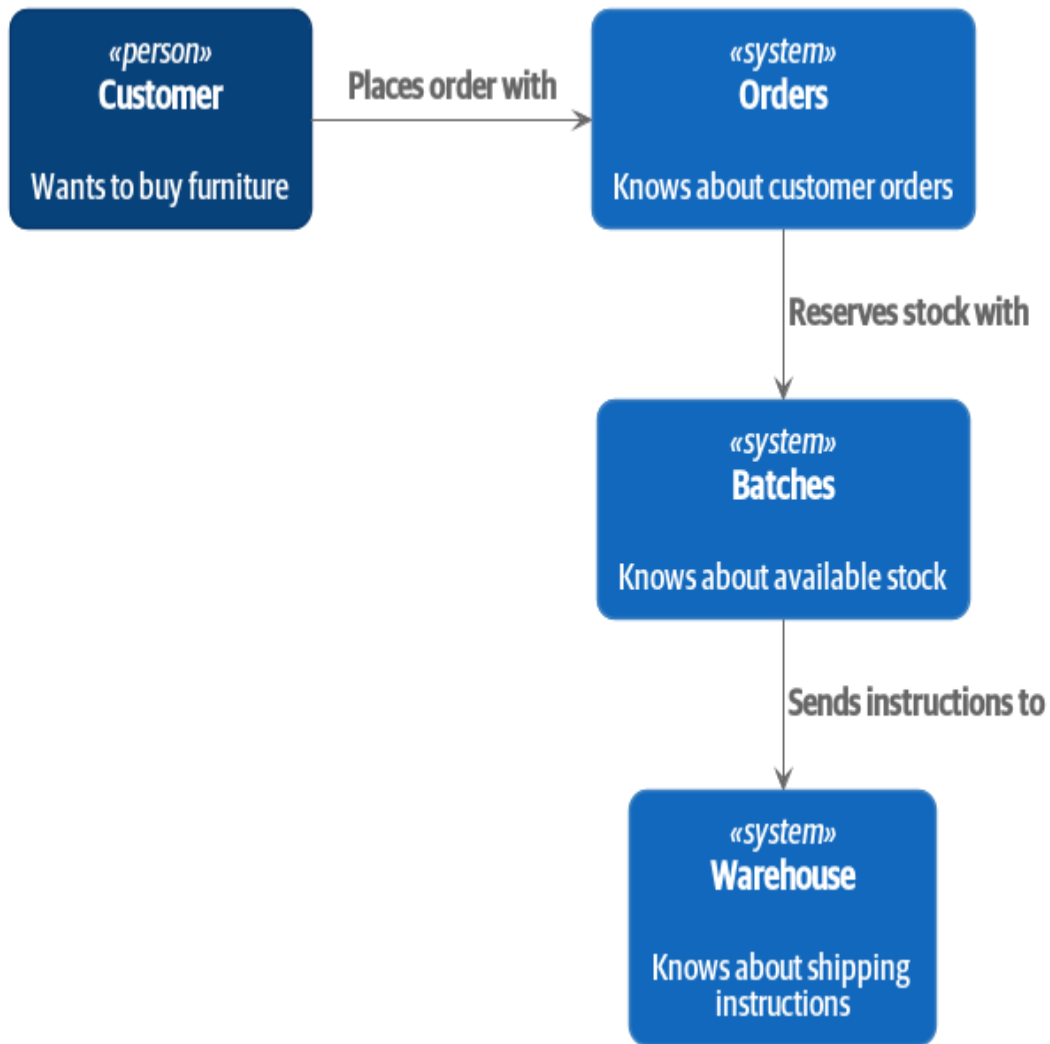 «person»
Customer
Wants to buy furniture
Places order with
«system»
Orders
Knows about customer orders
Reserves stock with
«system»
Batches
Knows about available stock
Sends instructions to
«system»
Warehouse
Knows about shipping
instructions